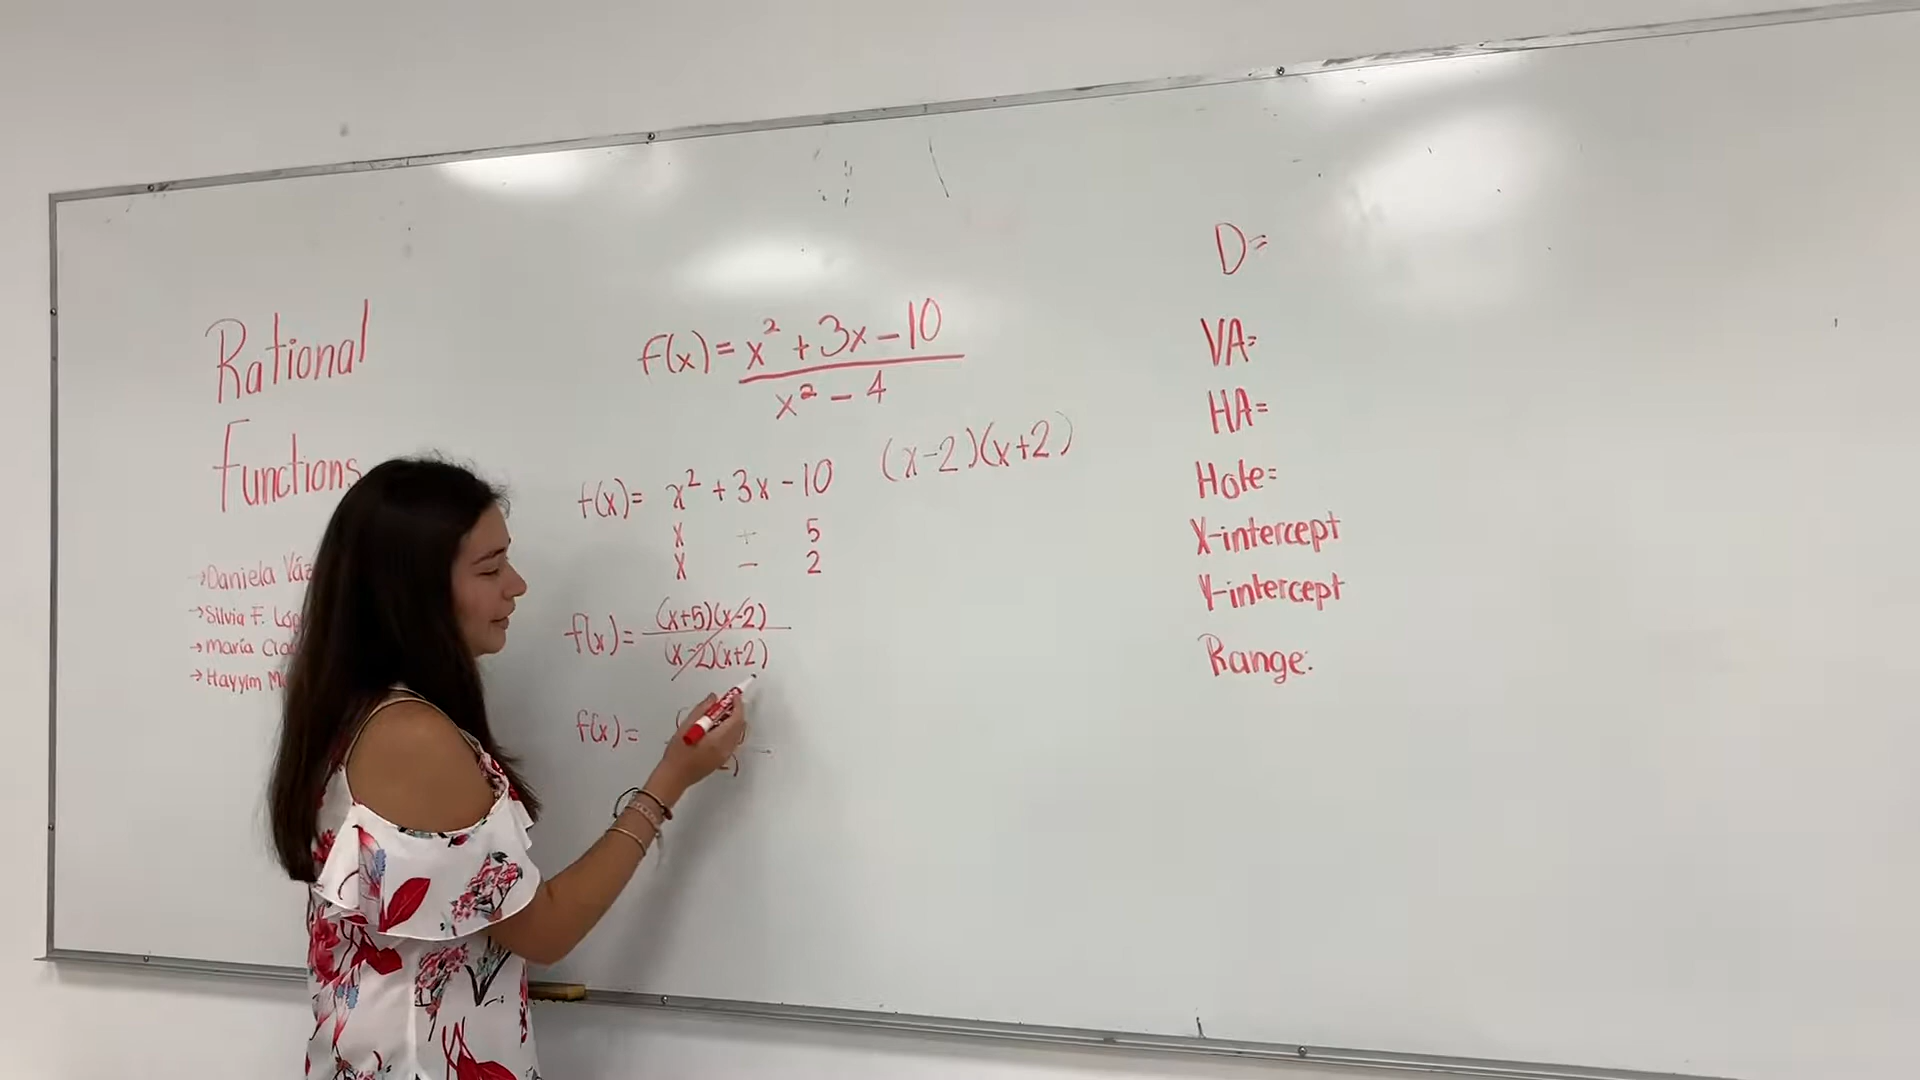 Rational
Functions
→Daniela
→Silvia F.
→María
→Hayyim
f(x) = x² + 3x - 10
x² - 4
(x-2)(x+2)
f(x)= x² + 3x - 10
x + 5
x - 2
f(x)= (x+5)(x-2)
(x-2)(x+2)
f(x)=
D=
VA=
HA=
Hole=
X-intercept
Y-intercept
Range: